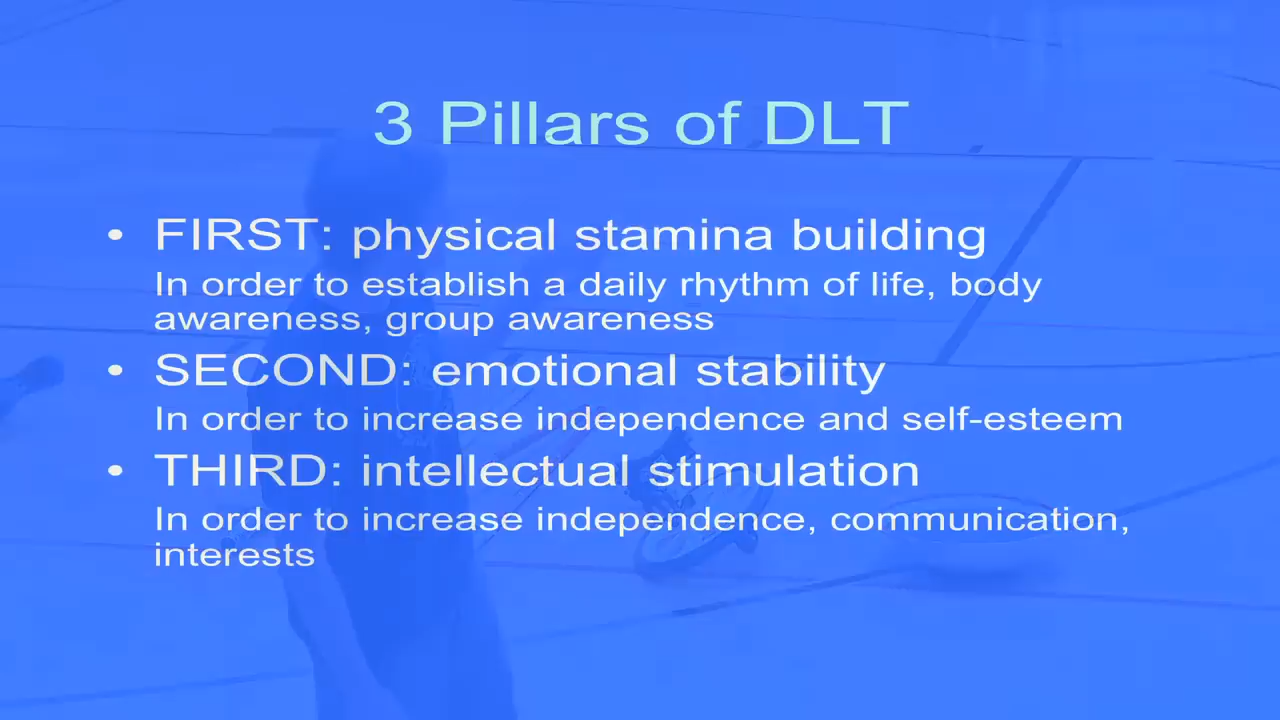 3 Pillars of DLT
• FIRST: physical stamina building
In order to establish a daily rhythm of life, body
awareness, group awareness
• SECOND: emotional stability
In order to increase independence and self-esteem
• THIRD: intellectual stimulation
In order to increase independence, communication,
interests